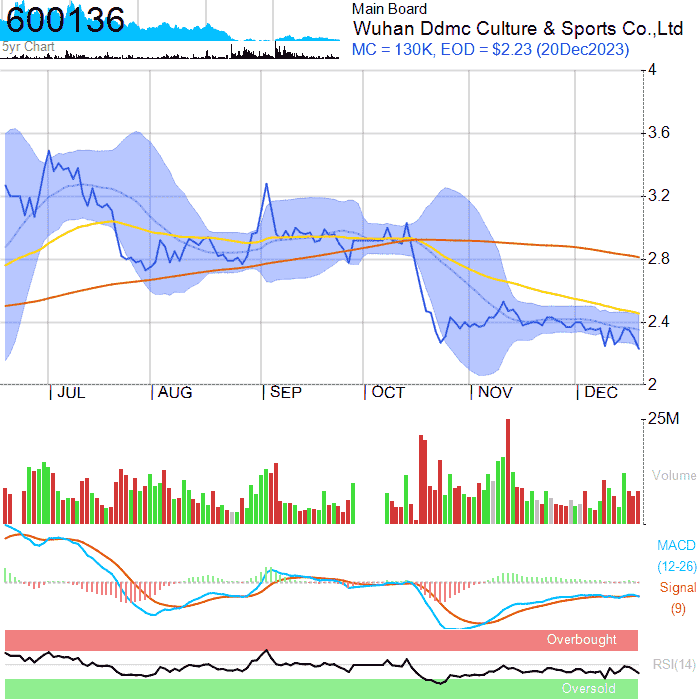 600136
5yr Chart
Main Board
Wuhan Ddmc Culture & Sports Co.,Ltd
MC = 130K, EOD = $2.23 (20Dec2023)
4
3.6
3.2
2.8
2.4
2
JUL AUG SEP OCT NOV DEC
25M
Volume
MACD
(12-26)
Signal
(9)
Overbought
RSI(14)
Oversold